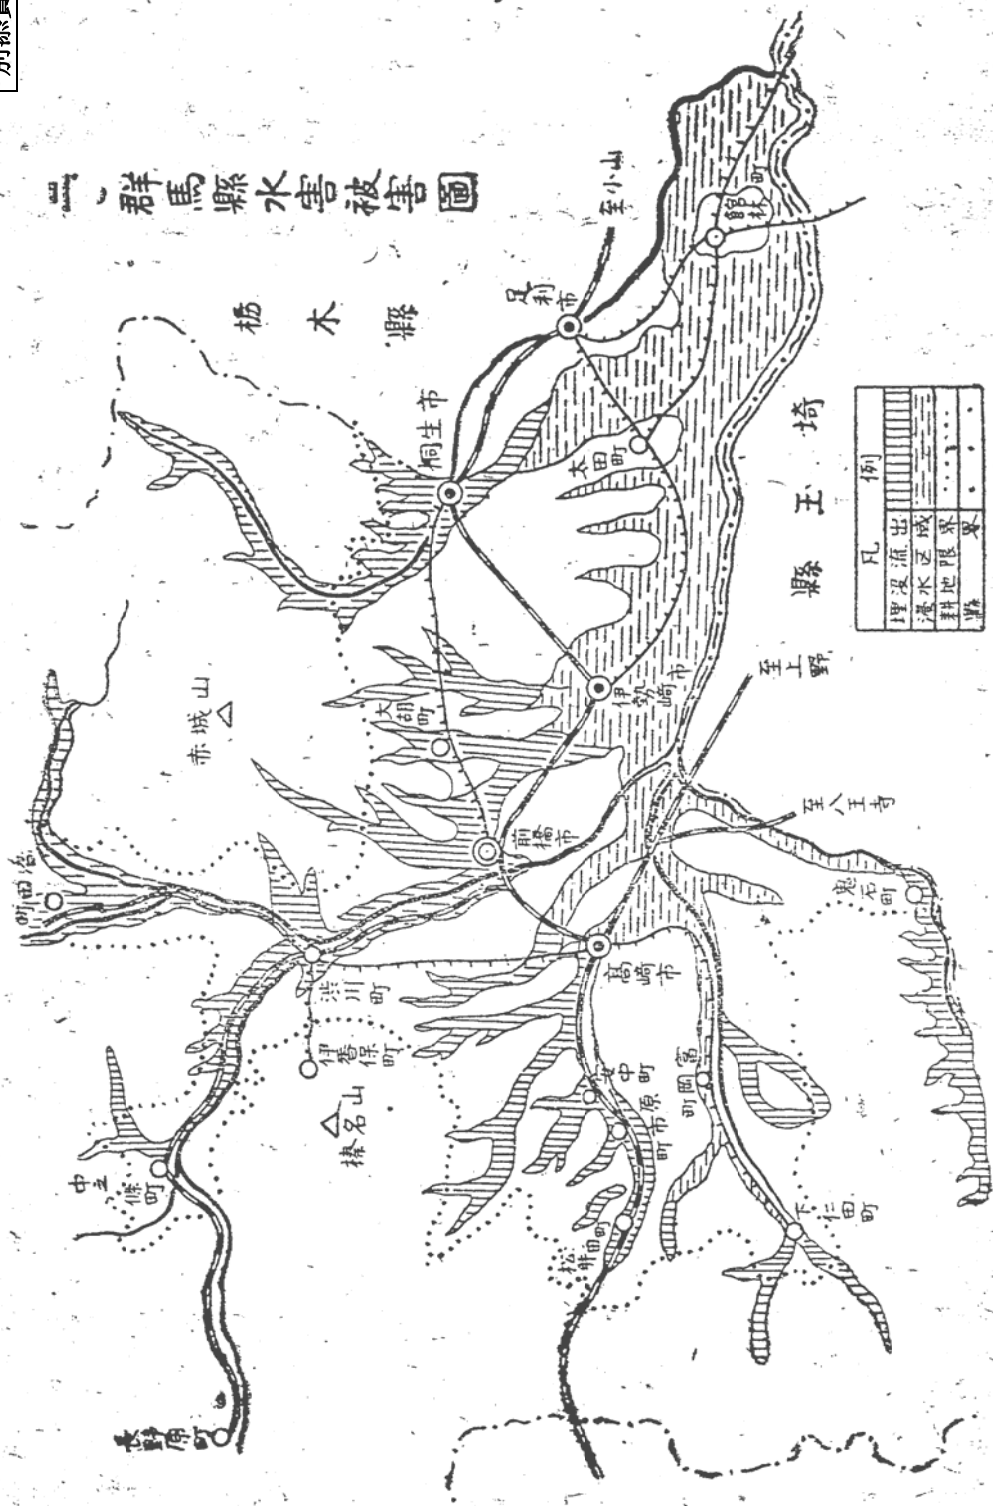 群馬縣水害被害圖
栃木縣
至小山
足利市
館林町
桐生市
太田町
埼玉縣
凡例
埋没流出
浸水区域
耕地限界
縣界
赤城山
大胡町
伊勢崎市
至上野
前橋市
至八王寺
沼田町
鬼石町
渋川町
高崎市
伊香保町
榛名山
安中町
原市町
富岡町
中之條町
松井田町
下仁田町
長野原町